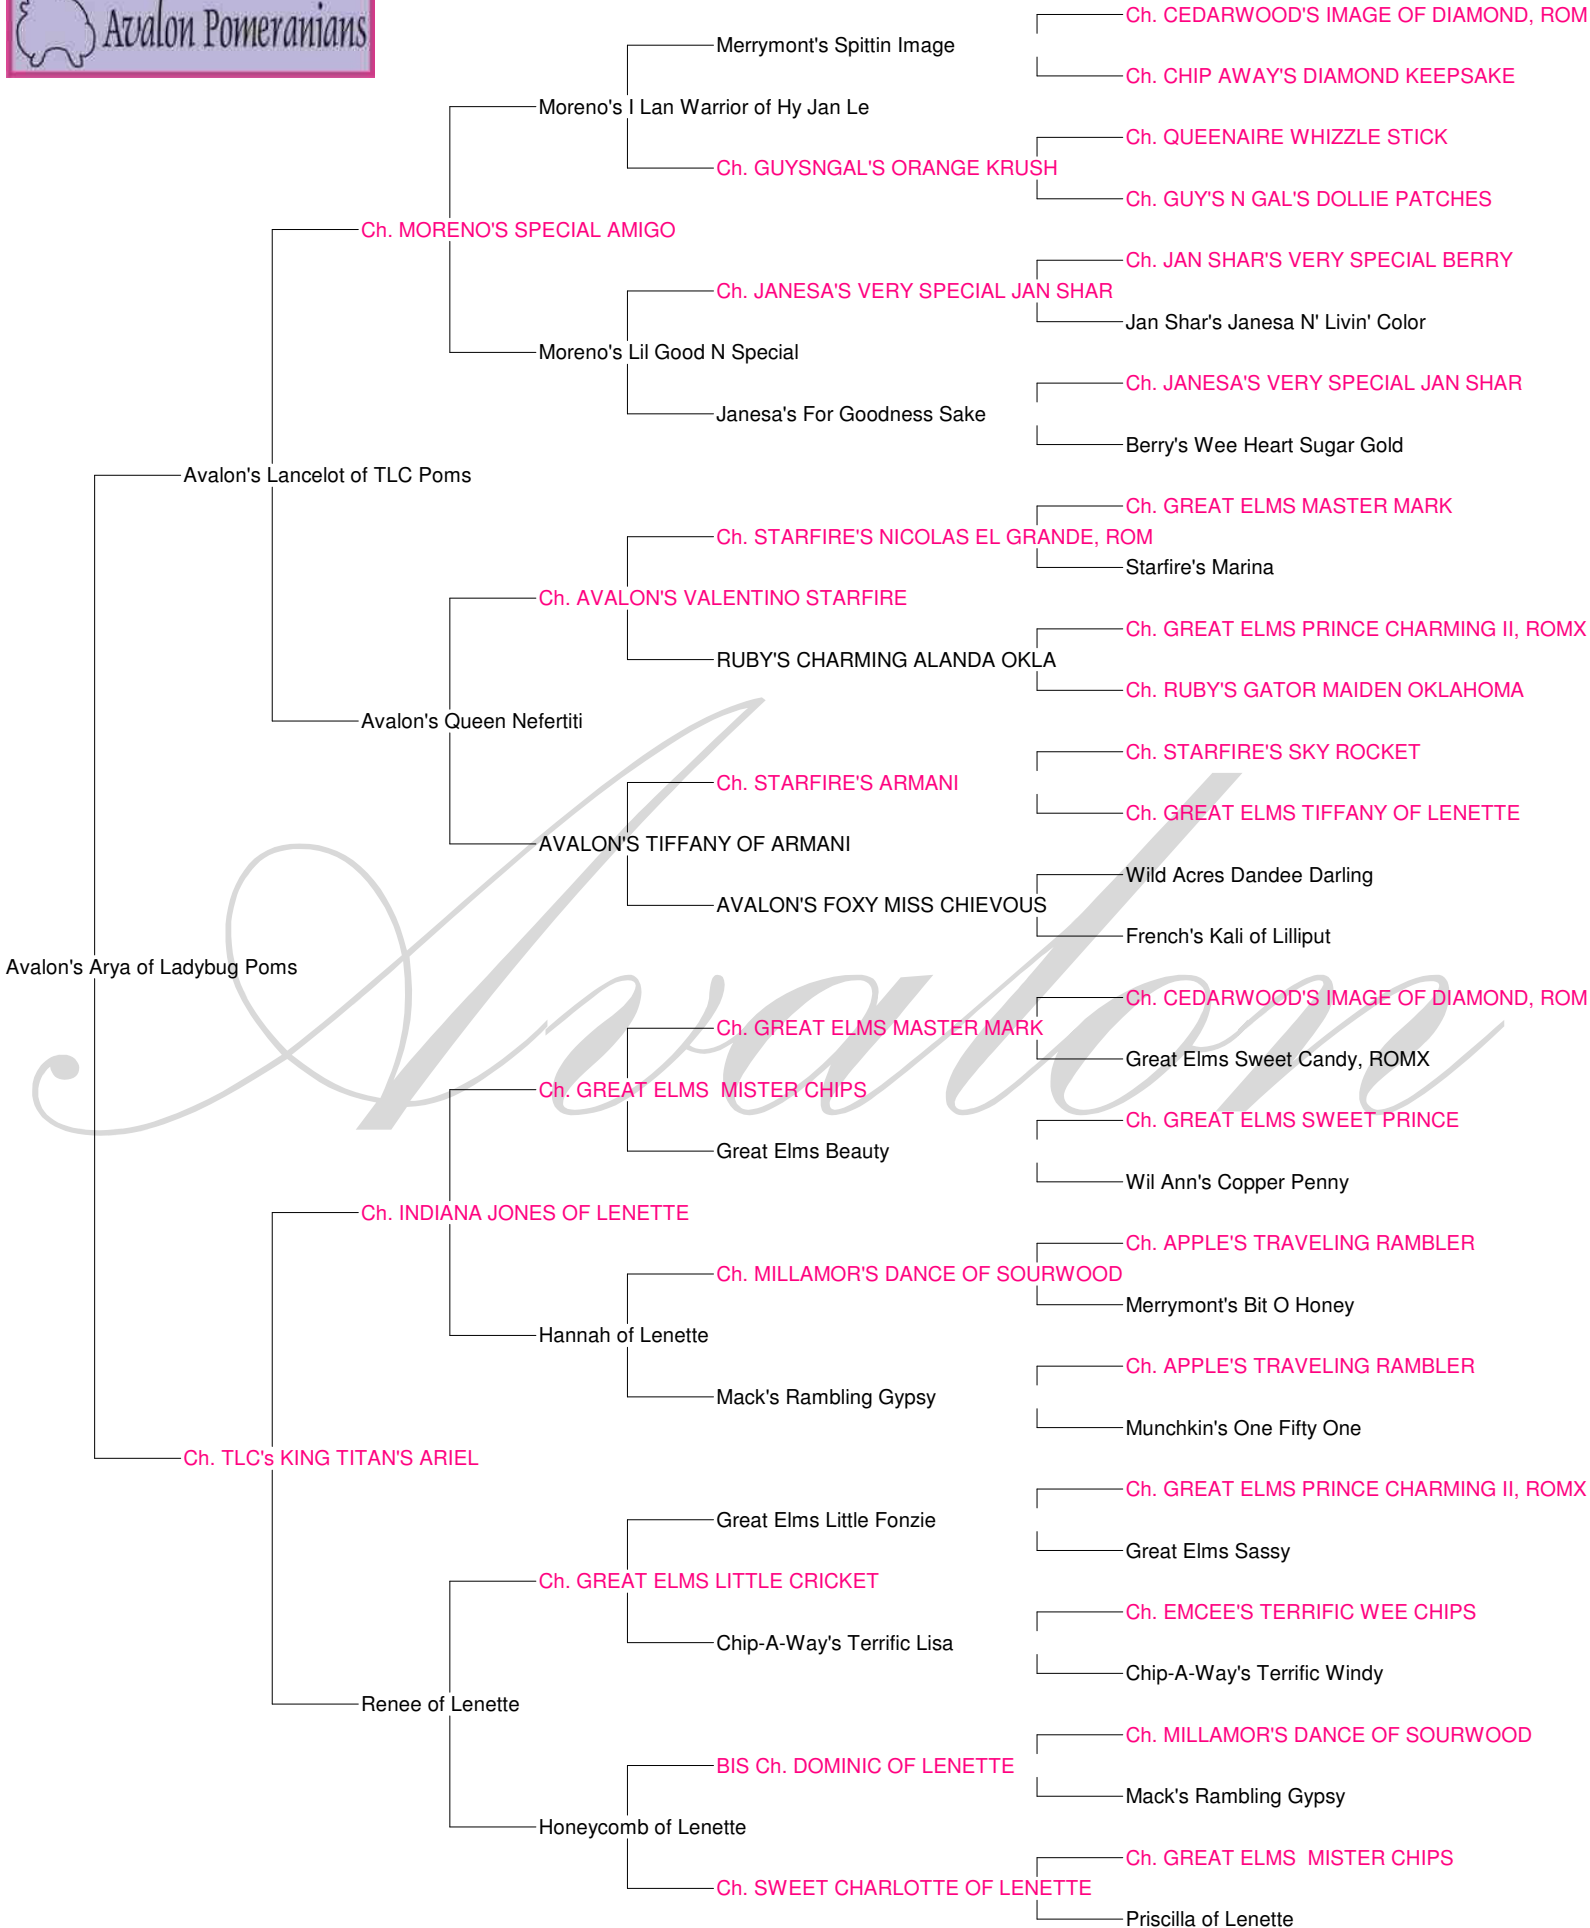 Avalon Pomeranians
Ch. CEDARWOOD'S IMAGE OF DIAMOND, ROM
Merrymont's Spittin Image
Ch. CHIP AWAY'S DIAMOND KEEPSAKE
Moreno's I Lan Warrior of Hy Jan Le
Ch. QUEENAIRE WHIZZLE STICK
Ch. GUYSNGAL'S ORANGE KRUSH
Ch. GUY'S N GAL'S DOLLIE PATCHES
Ch. MORENO'S SPECIAL AMIGO
Ch. JAN SHAR'S VERY SPECIAL BERRY
Ch. JANESA'S VERY SPECIAL JAN SHAR
Jan Shar's Janesa N' Livin' Color
Moreno's Lil Good N Special
Ch. JANESA'S VERY SPECIAL JAN SHAR
Janesa's For Goodness Sake
Berry's Wee Heart Sugar Gold
Avalon's Lancelot of TLC Poms
Ch. GREAT ELMS MASTER MARK
Ch. STARFIRE'S NICOLAS EL GRANDE, ROM
Starfire's Marina
Ch. AVALON'S VALENTINO STARFIRE
Ch. GREAT ELMS PRINCE CHARMING II, ROMX
RUBY'S CHARMING ALANDA OKLA
Ch. RUBY'S GATOR MAIDEN OKLAHOMA
Avalon's Queen Nefertiti
Ch. STARFIRE'S SKY ROCKET
Ch. STARFIRE'S ARMANI
Ch. GREAT ELMS TIFFANY OF LENETTE
AVALON'S TIFFANY OF ARMANI
Wild Acres Dandee Darling
AVALON'S FOXY MISS CHIEVOUS
French's Kali of Lilliput
Avalon's Arya of Ladybug Poms
Avalon
Ch. CEDARWOOD'S IMAGE OF DIAMOND, ROM
Ch. GREAT ELMS MASTER MARK
Great Elms Sweet Candy, ROMX
Ch. GREAT ELMS  MISTER CHIPS
Ch. GREAT ELMS SWEET PRINCE
Great Elms Beauty
Wil Ann's Copper Penny
Ch. INDIANA JONES OF LENETTE
Ch. APPLE'S TRAVELING RAMBLER
Ch. MILLAMOR'S DANCE OF SOURWOOD
Merrymont's Bit O Honey
Hannah of Lenette
Ch. APPLE'S TRAVELING RAMBLER
Mack's Rambling Gypsy
Munchkin's One Fifty One
Ch. TLC's KING TITAN'S ARIEL
Ch. GREAT ELMS PRINCE CHARMING II, ROMX
Great Elms Little Fonzie
Great Elms Sassy
Ch. GREAT ELMS LITTLE CRICKET
Ch. EMCEE'S TERRIFIC WEE CHIPS
Chip-A-Way's Terrific Lisa
Chip-A-Way's Terrific Windy
Renee of Lenette
Ch. MILLAMOR'S DANCE OF SOURWOOD
BIS Ch. DOMINIC OF LENETTE
Mack's Rambling Gypsy
Honeycomb of Lenette
Ch. GREAT ELMS  MISTER CHIPS
Ch. SWEET CHARLOTTE OF LENETTE
Priscilla of Lenette